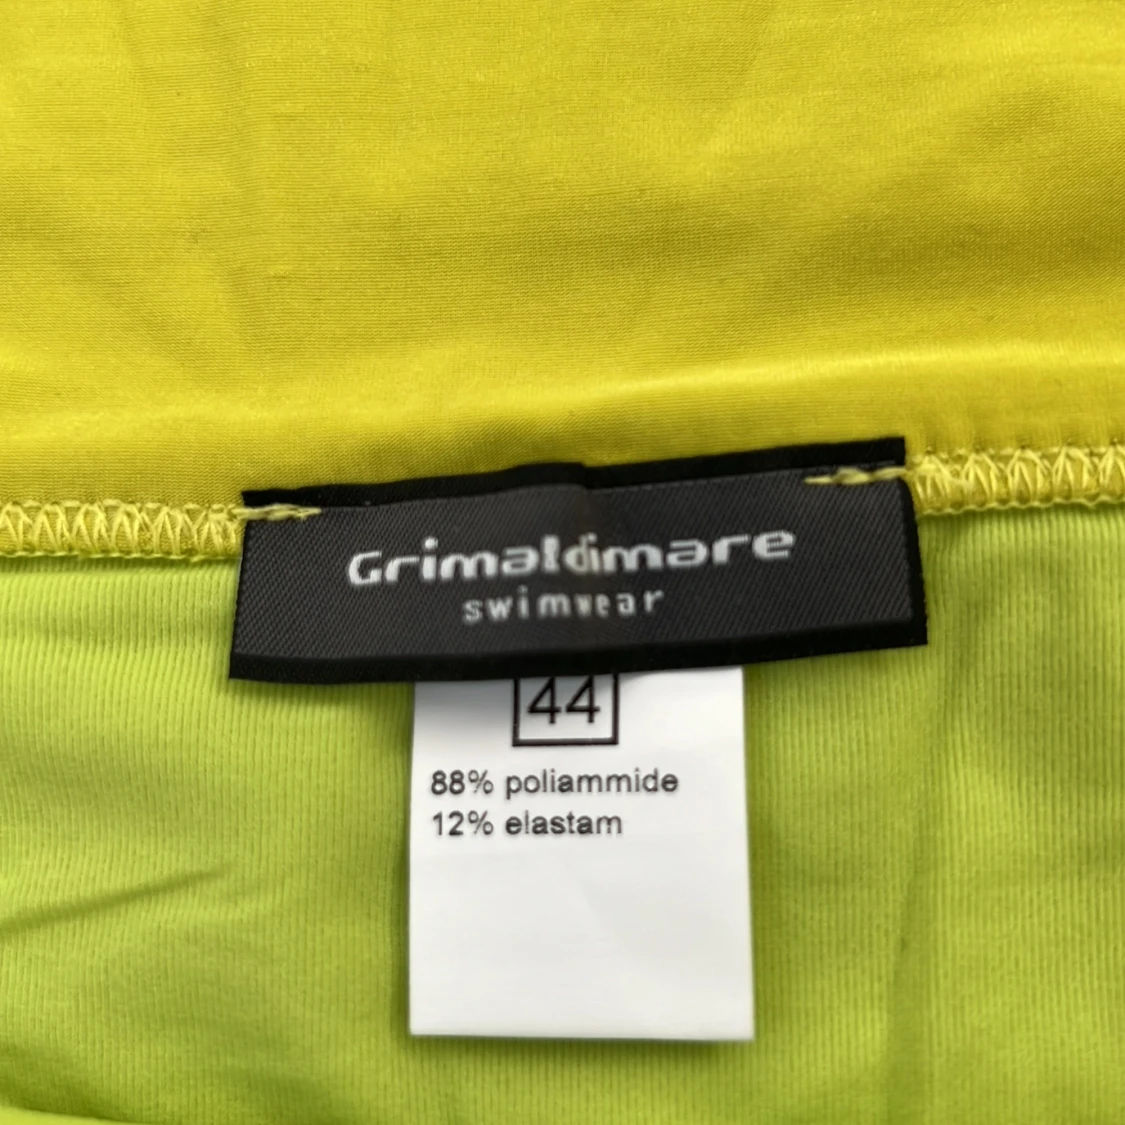 Grimaldimare
swimwear
44
88% poliammide
12% elastam